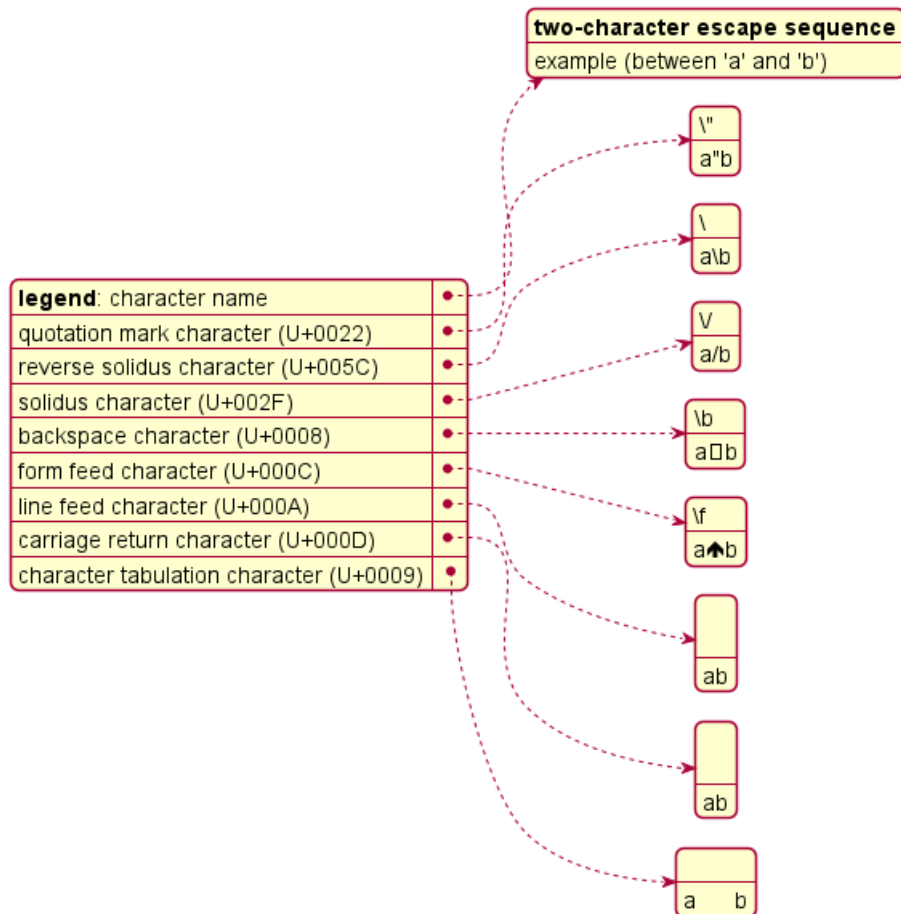 two-character escape sequence
example (between 'a' and 'b')
\"
a"b
\
a\b
legend: character name
quotation mark character (U+0022)
reverse solidus character (U+005C)
solidus character (U+002F)
backspace character (U+0008)
form feed character (U+000C)
line feed character (U+000A)
carriage return character (U+000D)
character tabulation character (U+0009)
\/
a/b
\b
a▯b
\f
a🡅b
ab
ab
a	b